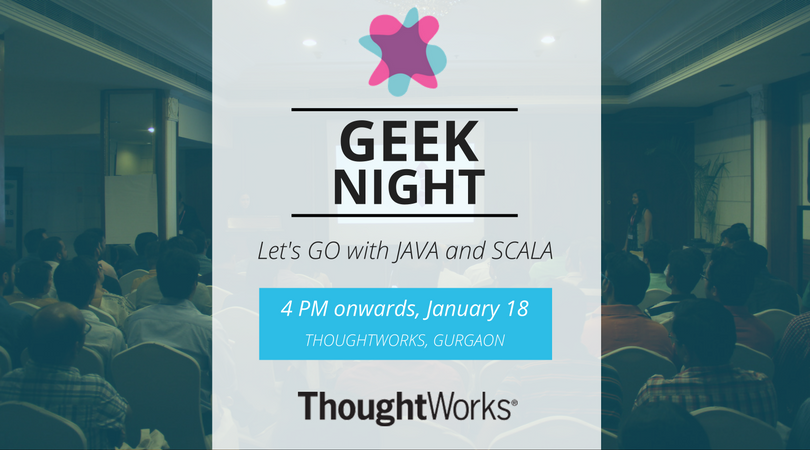 GEEK
NIGHT
Let's GO with JAVA and SCALA
4 PM onwards, January 18
THOUGHTWORKS, GURGAON
ThoughtWorks®